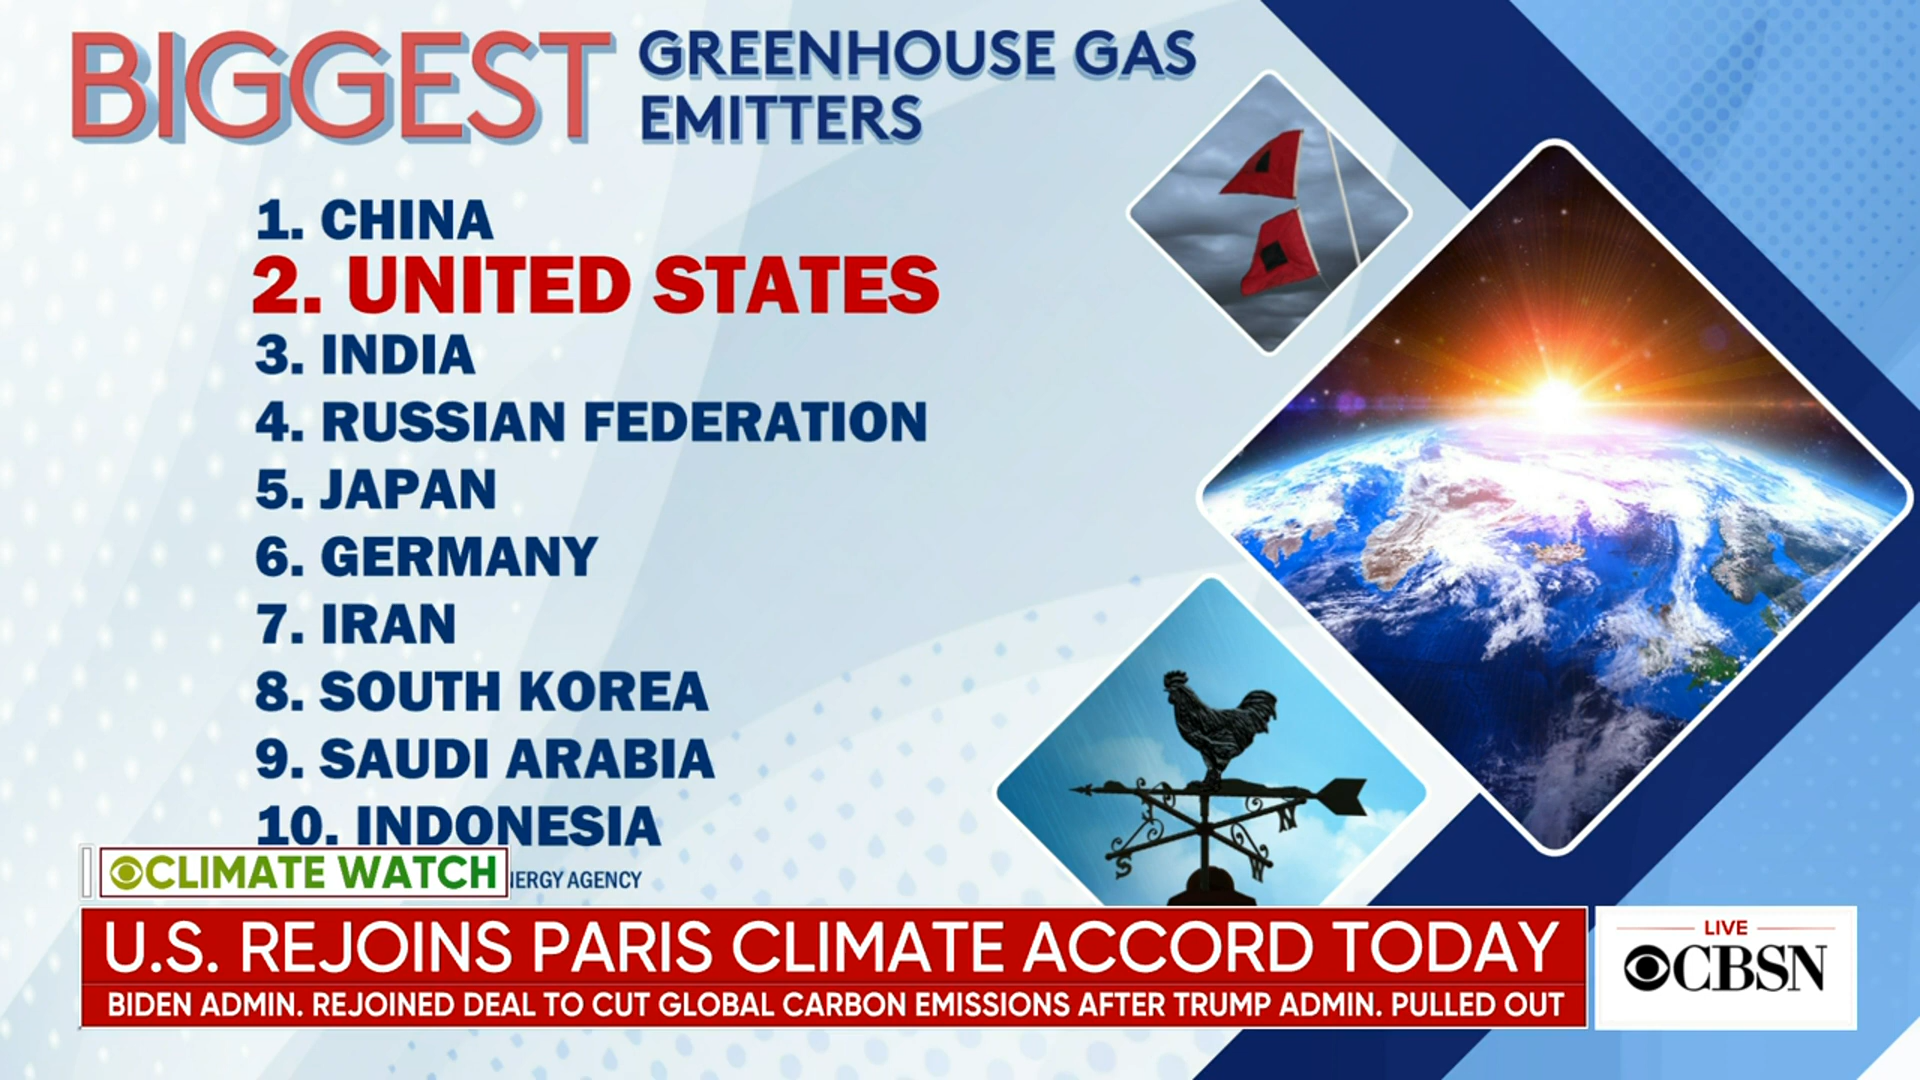 BIGGEST GREENHOUSE GAS
EMITTERS
1. CHINA
2. UNITED STATES
3. INDIA
4. RUSSIAN FEDERATION
5. JAPAN
6. GERMANY
7. IRAN
8. SOUTH KOREA
9. SAUDI ARABIA
10. INDONESIA
CLIMATE WATCH
AGENCY
U.S. REJOINS PARIS CLIMATE ACCORD TODAY
BIDEN ADMIN. REJOINED DEAL TO CUT GLOBAL CARBON EMISSIONS AFTER TRUMP ADMIN. PULLED OUT
LIVE
CBSN
S
N
W